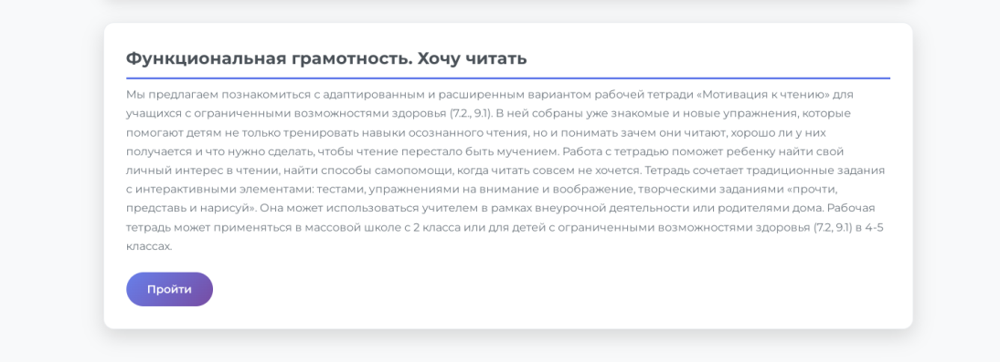 Функциональная грамотность. Хочу читать
Мы предлагаем познакомиться с адаптированным и расширенным вариантом рабочей тетради «Мотивация к чтению» для
учащихся с ограниченными возможностями здоровья (7.2., 9.1). В ней собраны уже знакомые и новые упражнения, которые
помогают детям не только тренировать навыки осознанного чтения, но и понимать зачем они читают, хорошо ли у них
получается и что нужно сделать, чтобы чтение перестало быть мучением. Работа с тетрадью поможет ребенку найти свой
личный интерес в чтении, найти способы самопомощи, когда читать совсем не хочется. Тетрадь сочетает традиционные задания
с интерактивными элементами: тестами, упражнениями на внимание и воображение, творческими заданиями «прочти,
представь и нарисуй». Она может использоваться учителем в рамках внеурочной деятельности или родителями дома. Рабочая
тетрадь может применяться в массовой школе с 2 класса или для детей с ограниченными возможностями здоровья (7.2, 9.1) в 4-5
классах.
Пройти